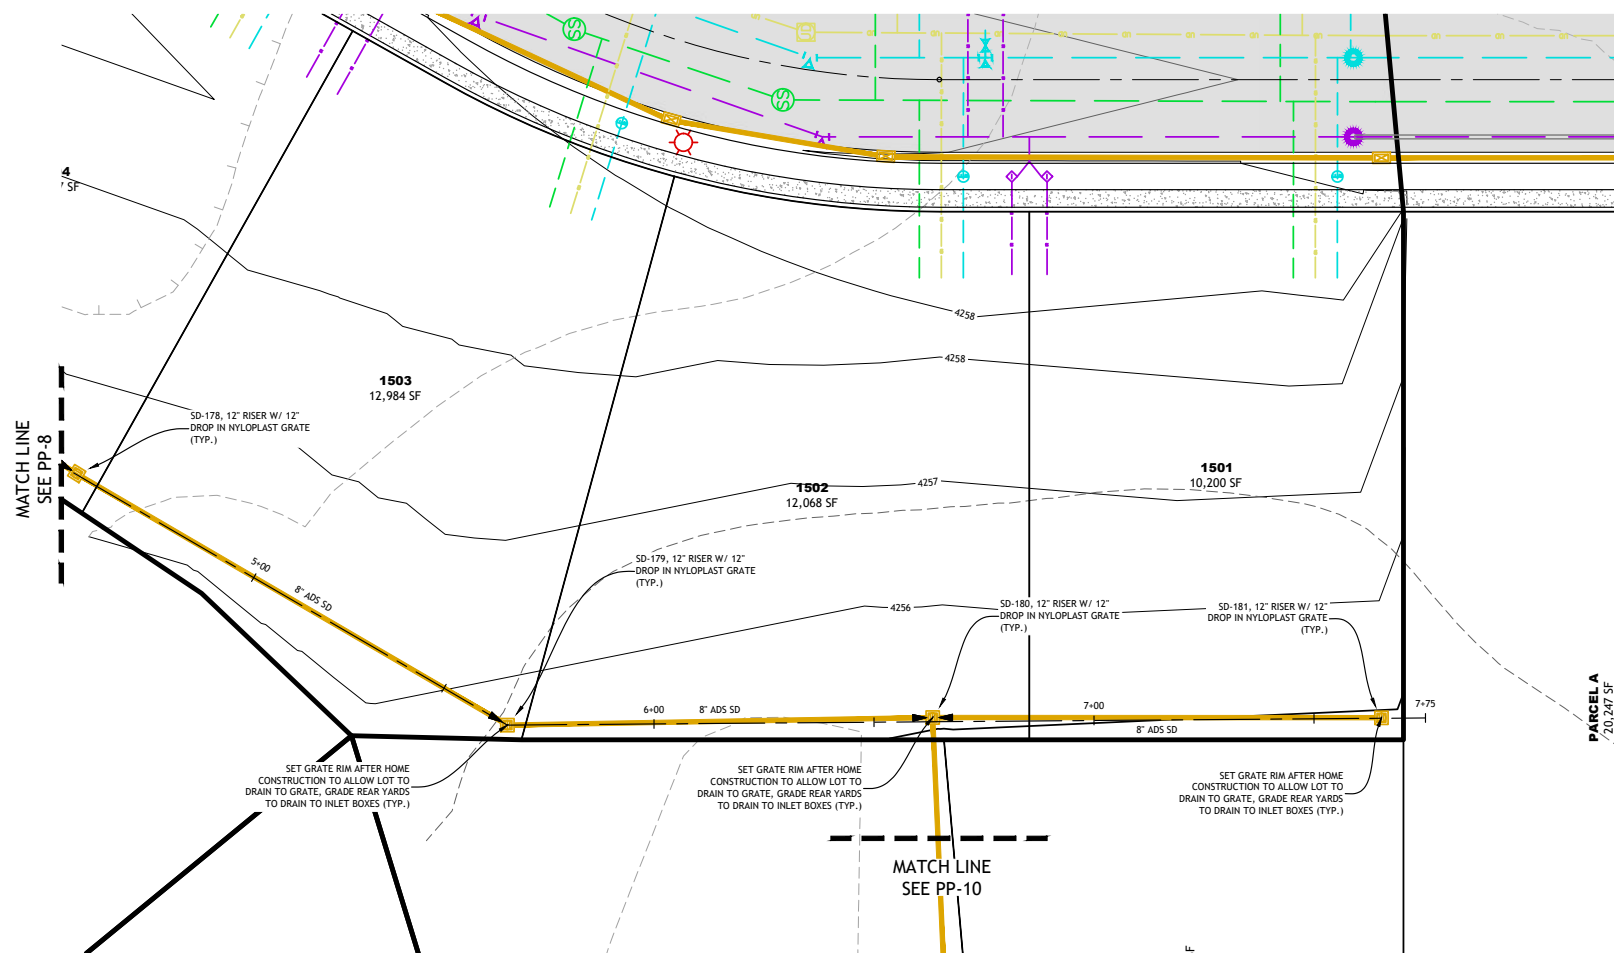 SS
SS
4
SF
4258
4258
1503
12,984 SF
SD-178, 12" RISER W/ 12"
DROP IN NYLOPLAST GRATE
(TYP.)
MATCH LINE
SEE PP-8
1501
10,200 SF
4257
1502
12,068 SF
5+00
8" ADS SD
SD-179, 12" RISER W/ 12"
DROP IN NYLOPLAST GRATE
(TYP.)
4256
SD-180, 12" RISER W/ 12"
DROP IN NYLOPLAST GRATE
(TYP.)
SD-181, 12" RISER W/ 12"
DROP IN NYLOPLAST GRATE
(TYP.)
6+00
8" ADS SD
7+00
8" ADS SD
7+75
PARCEL A
20,247 SF
SET GRATE RIM AFTER HOME
CONSTRUCTION TO ALLOW LOT TO
DRAIN TO GRATE, GRADE REAR YARDS
TO DRAIN TO INLET BOXES (TYP.)
SET GRATE RIM AFTER HOME
CONSTRUCTION TO ALLOW LOT TO
DRAIN TO GRATE, GRADE REAR YARDS
TO DRAIN TO INLET BOXES (TYP.)
SET GRATE RIM AFTER HOME
CONSTRUCTION TO ALLOW LOT TO
DRAIN TO GRATE, GRADE REAR YARDS
TO DRAIN TO INLET BOXES (TYP.)
MATCH LINE
SEE PP-10
F